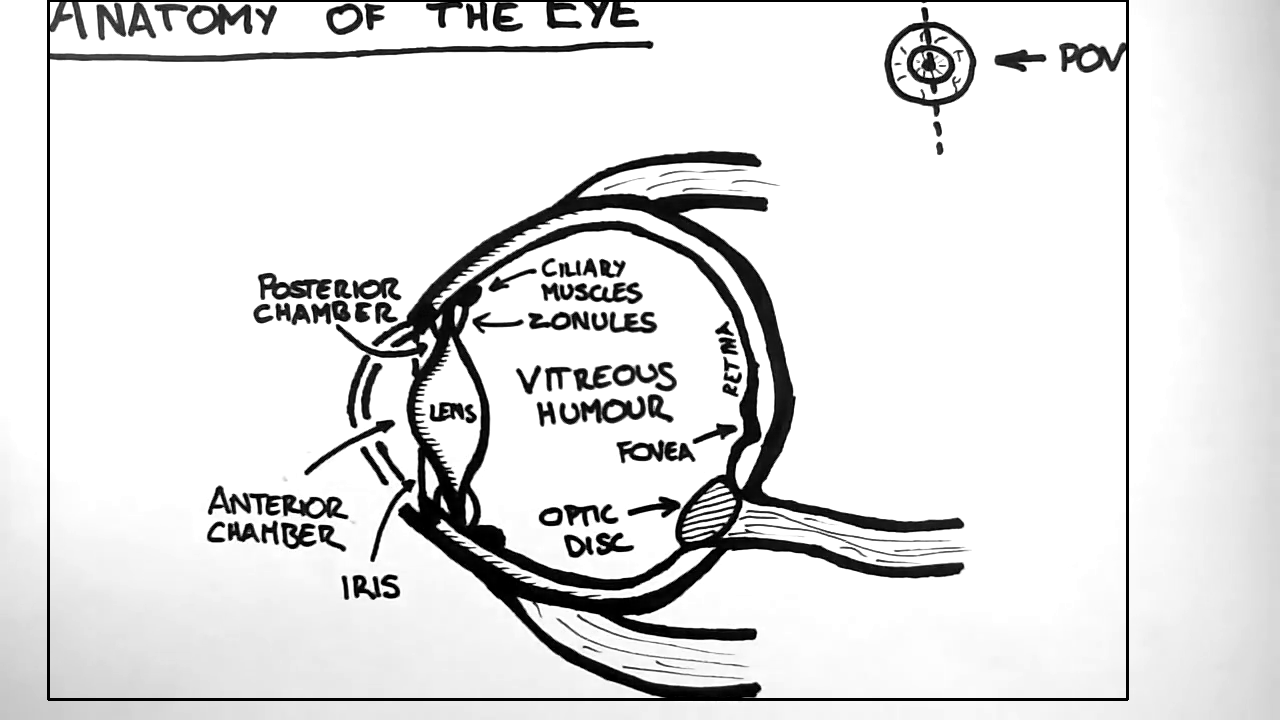 ANATOMY OF THE EYE
POV
CILIARY
MUSCLES
POSTERIOR
CHAMBER
ZONULES
RETINA
VITREOUS
HUMOUR
LENS
FOVEA
ANTERIOR
CHAMBER
OPTIC
DISC
IRIS